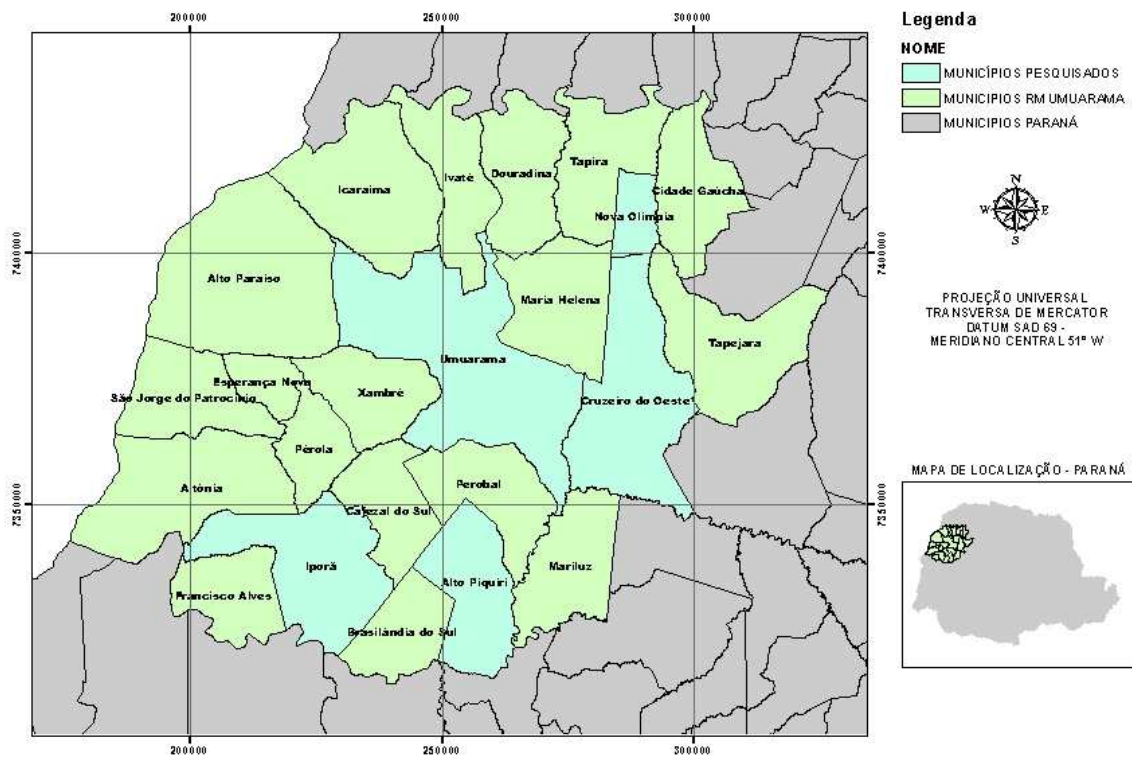 200000 250000 300000
Legenda
NOME
MUNICÍPIOS PESQUISADOS
MUNICIPIOS RM UMUARAMA
MUNICIPIOS PARANÁ
Tapira
Ivaté
Douradina
Icaraima
Cidade Gaúcha
N
W E
S
Nova Olimpia
7400000
7400000
Alto Paraiso
Maria Helena
PROJEÇÃO UNIVERSAL
TRANSVERSA DE MERCATOR
DATUM SAD 69 -
MERIDIANO CENTRAL 51° W
Tapejara
Umuarama
Esperança Nova
Xambré
São Jorge do Patrocínio
Cruzeiro do Oeste
Pérola
MAPA DE LOCALIZAÇÃO - PARANÁ
Altônia
Perobal
7350000
7350000
Cafezal do Sul
Iporã
Mariluz
Alto Piquiri
Francisco Alves
Brasilândia do Sul
200000 250000 300000